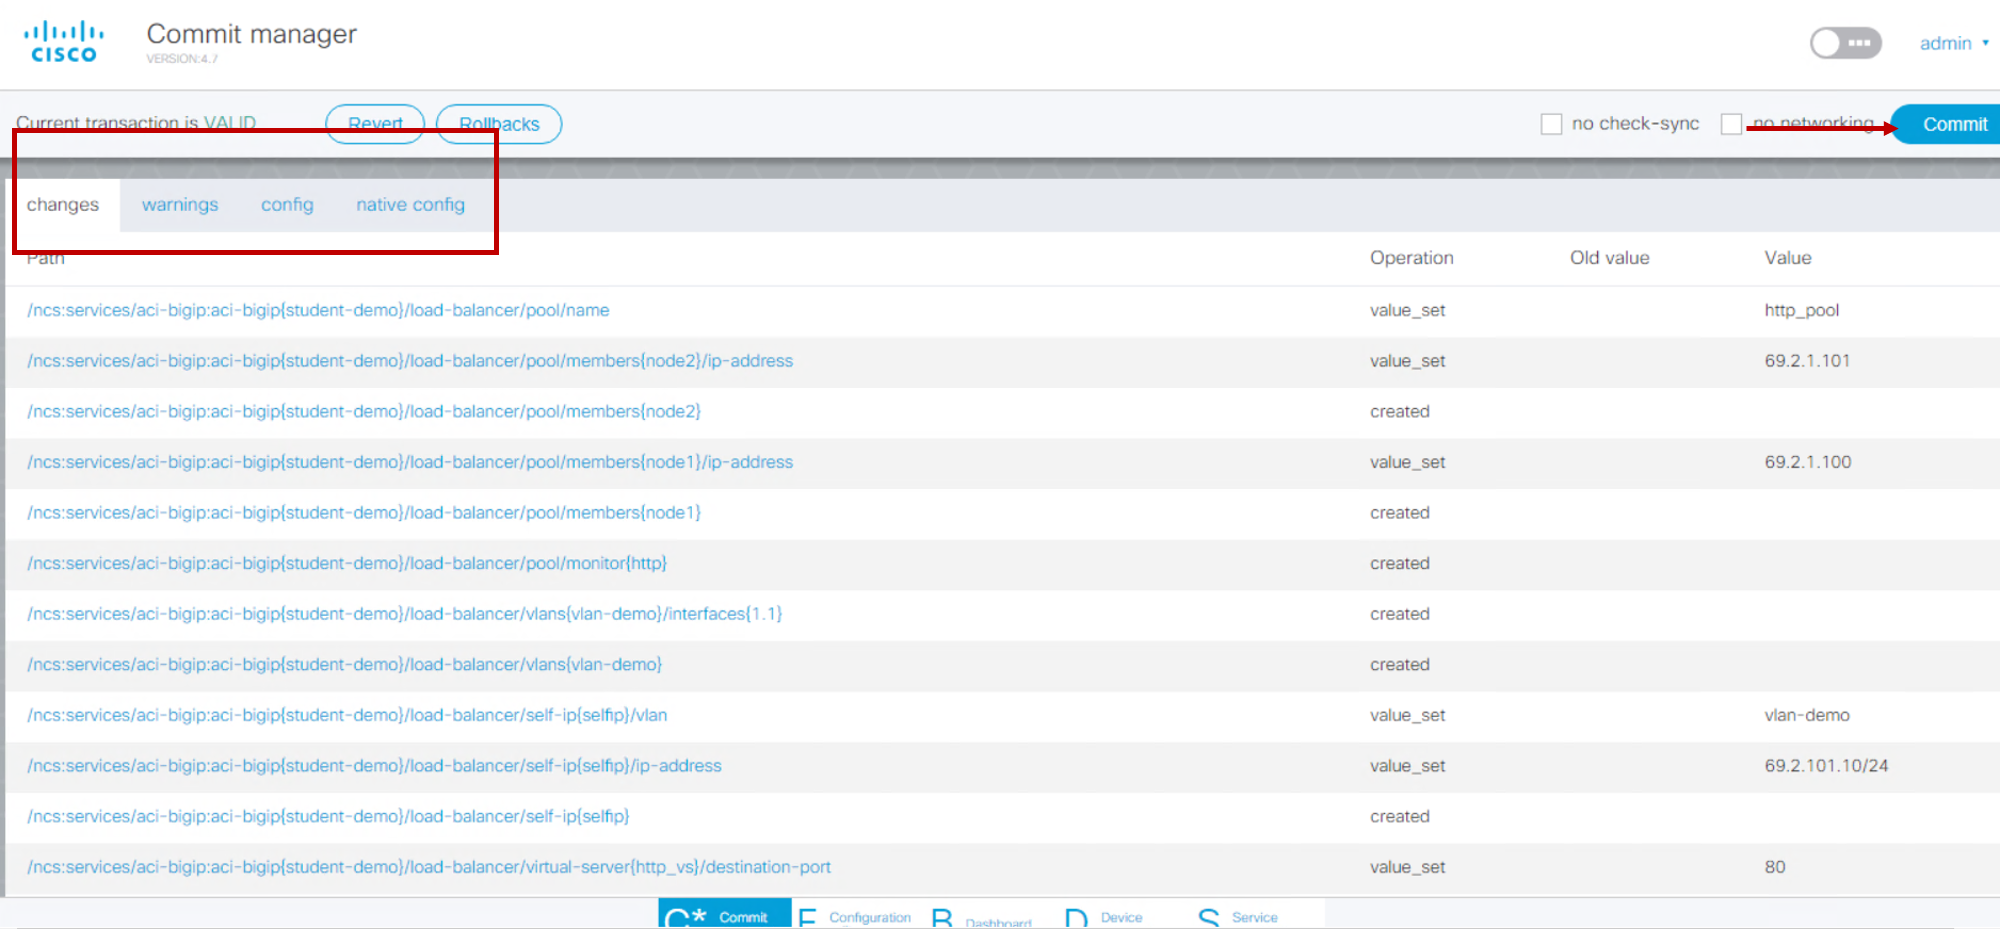 CISCO
Commit manager
VERSION:4.7
admin
Current transaction is VALID
Revert
Rollbacks
no check-sync
no networking
Commit
changes
warnings
config
native config
Path Operation Old value Value
/ncs:services/aci-bigip:aci-bigip{student-demo}/load-balancer/pool/name value_set http_pool
/ncs:services/aci-bigip:aci-bigip{student-demo}/load-balancer/pool/members{node2}/ip-address value_set 69.2.1.101
/ncs:services/aci-bigip:aci-bigip{student-demo}/load-balancer/pool/members{node2} created
/ncs:services/aci-bigip:aci-bigip{student-demo}/load-balancer/pool/members{node1}/ip-address value_set 69.2.1.100
/ncs:services/aci-bigip:aci-bigip{student-demo}/load-balancer/pool/members{node1} created
/ncs:services/aci-bigip:aci-bigip{student-demo}/load-balancer/pool/monitor{http} created
/ncs:services/aci-bigip:aci-bigip{student-demo}/load-balancer/vlans{vlan-demo}/interfaces{1.1} created
/ncs:services/aci-bigip:aci-bigip{student-demo}/load-balancer/vlans{vlan-demo} created
/ncs:services/aci-bigip:aci-bigip{student-demo}/load-balancer/self-ip{selfip}/vlan value_set vlan-demo
/ncs:services/aci-bigip:aci-bigip{student-demo}/load-balancer/self-ip{selfip}/ip-address value_set 69.2.101.10/24
/ncs:services/aci-bigip:aci-bigip{student-demo}/load-balancer/self-ip{selfip} created
/ncs:services/aci-bigip:aci-bigip{student-demo}/load-balancer/virtual-server{http_vs}/destination-port value_set 80
C* Commit
Configuration
Dashboard
D Device
S Service